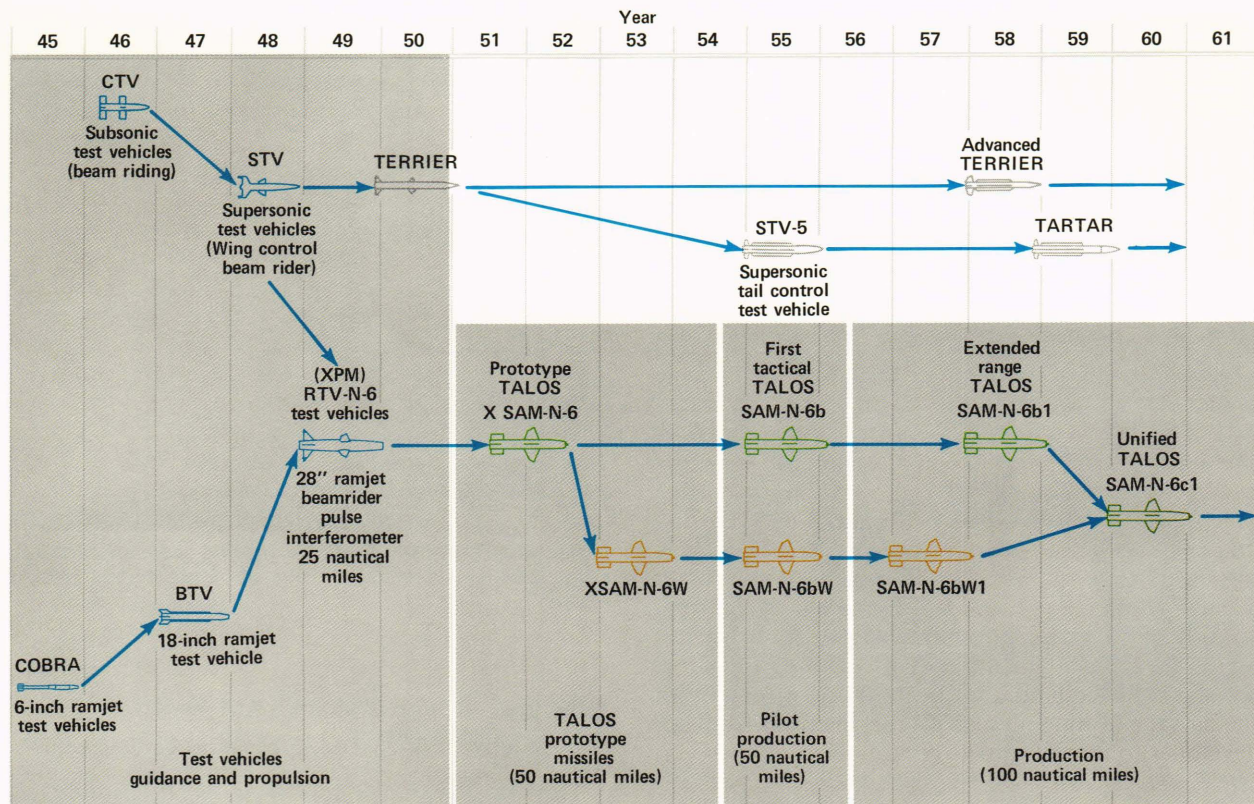 Year
45 46 47 48 49 50 51 52 53 54 55 56 57 58 59 60 61
CTV
Subsonic
test vehicles
(beam riding)
STV
Supersonic
test vehicles
(Wing control
beam rider)
TERRIER
Advanced
TERRIER
STV-5
Supersonic
tail control
test vehicle
TARTAR
(XPM)
RTV-N-6
test vehicles
28" ramjet
beamrider
pulse
interferometer
25 nautical
miles
Prototype
TALOS
X SAM-N-6
First
tactical
TALOS
SAM-N-6b
Extended
range
TALOS
SAM-N-6b1
Unified
TALOS
SAM-N-6c1
XSAM-N-6W
SAM-N-6bW
SAM-N-6bW1
BTV
18-inch ramjet
test vehicle
COBRA
6-inch ramjet
test vehicles
Test vehicles
guidance and propulsion
TALOS
prototype
missiles
(50 nautical miles)
Pilot
production
(50 nautical
miles)
Production
(100 nautical miles)